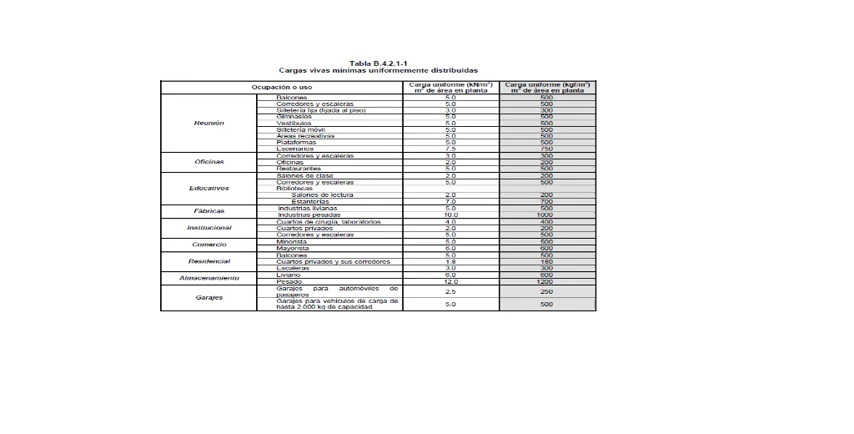 Tabla B.4.2.1-1
Cargas vivas mínimas uniformemente distribuidas
Ocupación o uso Carga uniforme (kN/m²) m² de área en planta Carga uniforme (kgf/m²) m² de área en planta
Reunión
Balcones 5.0 500
Corredores y escaleras 5.0 500
Silletería fija (fijada al piso) 3.0 300
Gimnasios 5.0 500
Vestíbulos 5.0 500
Silletería móvil 5.0 500
Áreas recreativas 5.0 500
Plataformas 5.0 500
Escenarios 7.5 750
Oficinas
Corredores y escaleras 3.0 300
Oficinas 2.0 200
Restaurantes 5.0 500
Educativos
Salones de clase 2.0 200
Corredores y escaleras 5.0 500
Bibliotecas
Salones de lectura 2.0 200
Estanterías 7.0 700
Fábricas
Industrias livianas 5.0 500
Industrias pesadas 10.0 1000
Institucional
Cuartos de cirugía, laboratorios 4.0 400
Cuartos privados 2.0 200
Corredores y escaleras 5.0 500
Comercio
Minorista 5.0 500
Mayorista 6.0 600
Residencial
Balcones 5.0 500
Cuartos privados y sus corredores 1.8 180
Escaleras 3.0 300
Almacenamiento
Liviano 6.0 600
Pesado 12.0 1200
Garajes
Garajes para automóviles de
pasajeros 2.5 250
Garajes para vehículos de carga de
hasta 2.000 kg de capacidad. 5.0 500